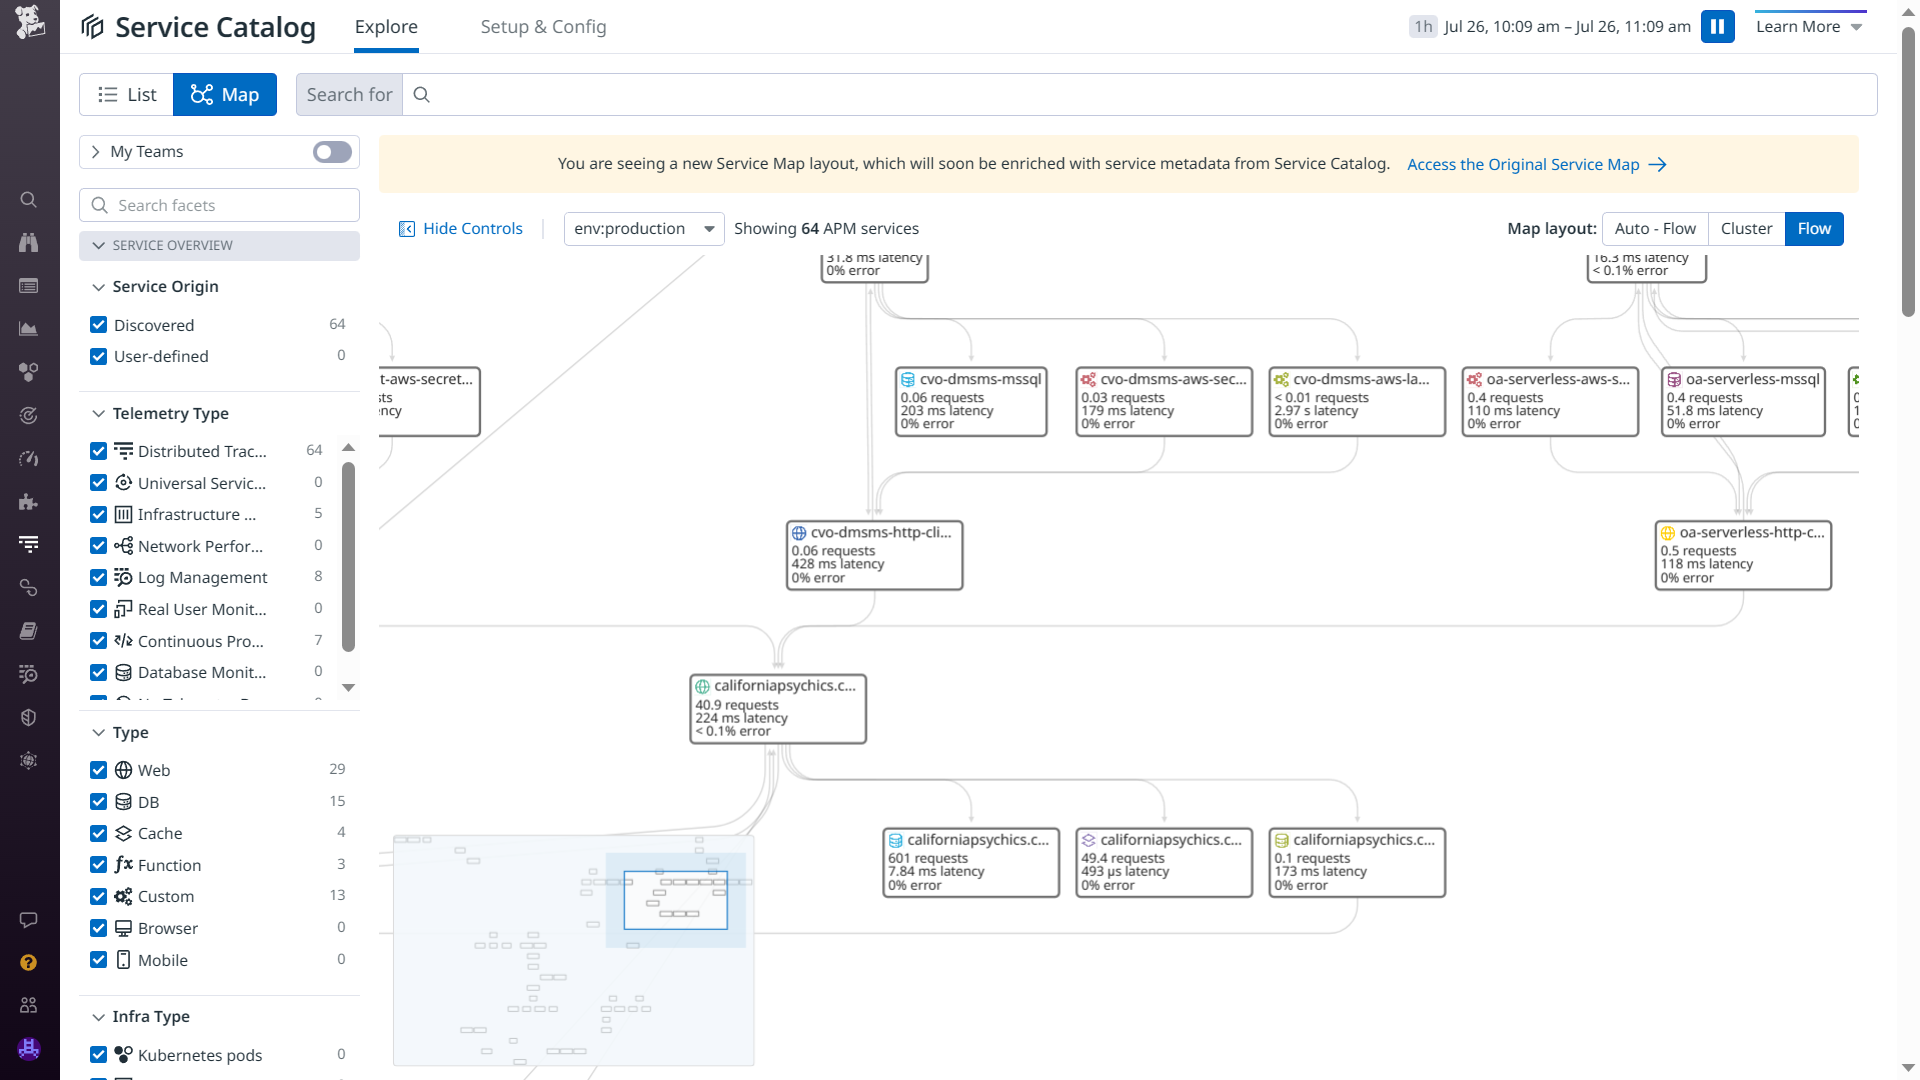 Service Catalog
Explore
Setup & Config
1h Jul 26, 10:09 am – Jul 26, 11:09 am
Learn More
List
Map
Search for
My Teams
Search facets
SERVICE OVERVIEW
Service Origin
Discovered 64
User-defined 0
Telemetry Type
Distributed Trac... 64
Universal Servic... 0
Infrastructure ... 5
Network Perfor... 0
Log Management 8
Real User Monit... 0
Continuous Pro... 7
Database Monit... 0
Type
Web 29
DB 15
Cache 4
Function 3
Custom 13
Browser 0
Mobile 0
Infra Type
Kubernetes pods 0
You are seeing a new Service Map layout, which will soon be enriched with service metadata from Service Catalog. Access the Original Service Map
Hide Controls
env:production
Showing 64 APM services
Map layout: Auto - Flow Cluster Flow
31.8 ms latency
0% error
16.3 ms latency
< 0.1% error
t-aws-secret...
cvo-dmsms-mssql
0.06 requests
203 ms latency
0% error
cvo-dmsms-aws-sec...
0.03 requests
179 ms latency
0% error
cvo-dmsms-aws-la...
< 0.01 requests
2.97 s latency
0% error
oa-serverless-aws-s...
0.4 requests
110 ms latency
0% error
oa-serverless-mssql
0.4 requests
51.8 ms latency
0% error
cvo-dmsms-http-cli...
0.06 requests
428 ms latency
0% error
oa-serverless-http-c...
0.5 requests
118 ms latency
0% error
californiapsychics.c...
40.9 requests
224 ms latency
< 0.1% error
californiapsychics.c...
601 requests
7.84 ms latency
0% error
californiapsychics.c...
49.4 requests
493 µs latency
0% error
californiapsychics.c...
0.1 requests
173 ms latency
0% error